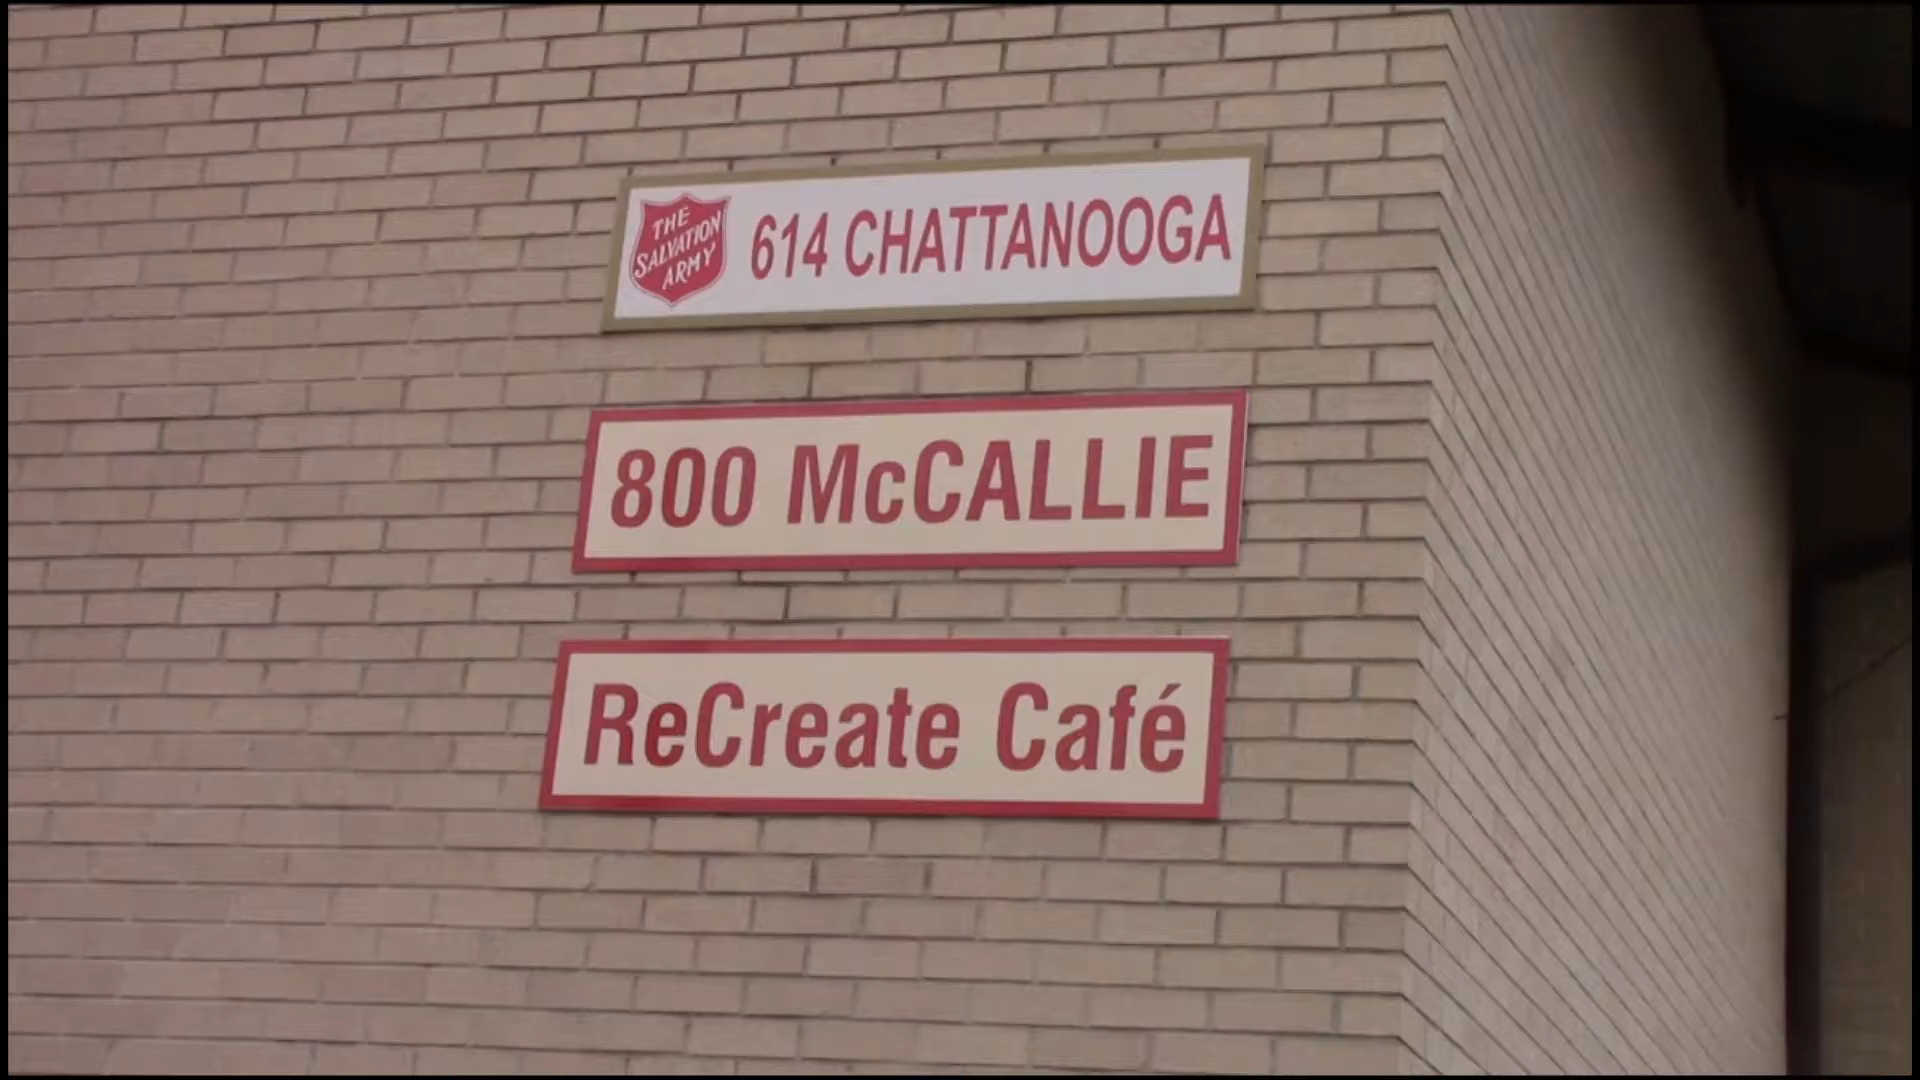 THE
SALVATION
ARMY
614 CHATTANOOGA
800 McCALLIE
ReCreate Café